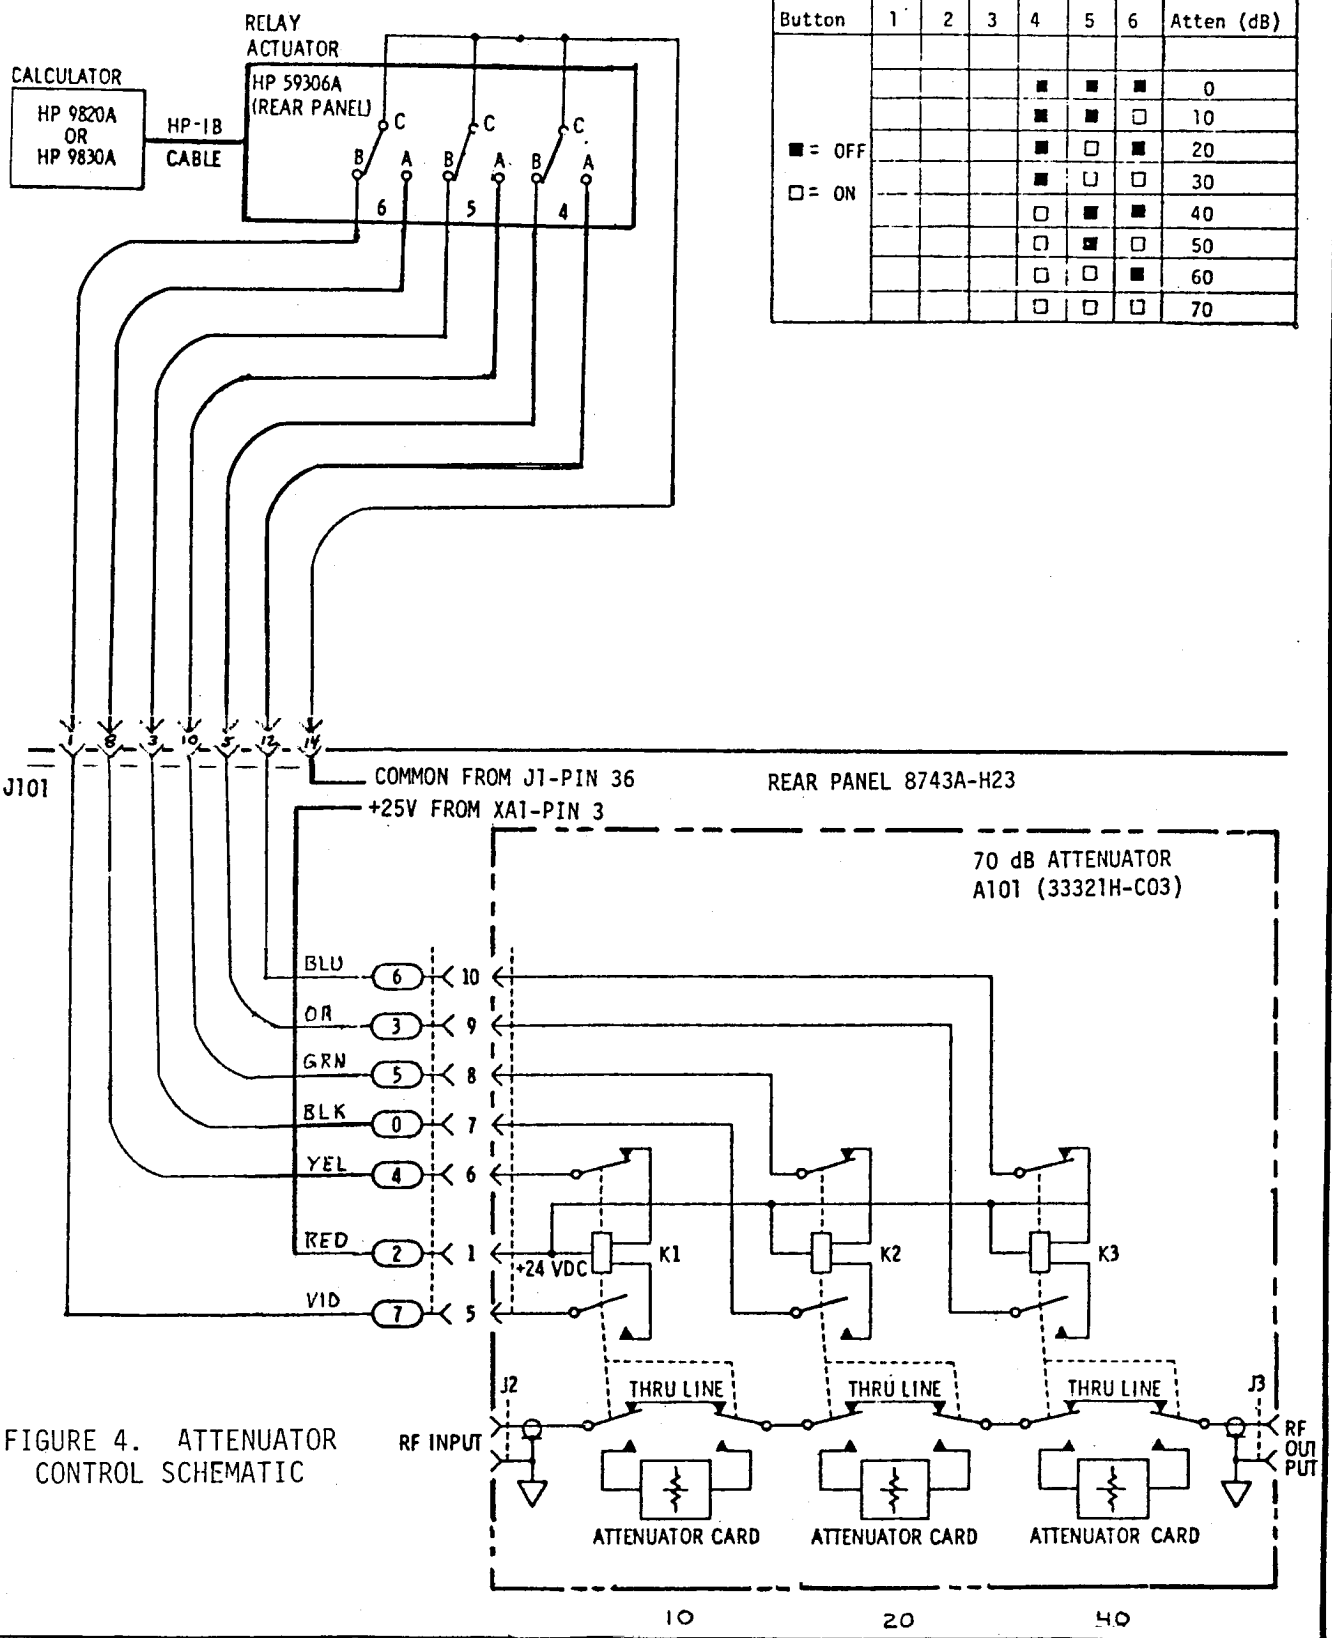 Button 1 2 3 4 5 6 Atten (dB)
■ ■ ■ 0
■ ■ □ 10
■ □ ■ 20
■ □ □ 30
□ ■ ■ 40
□ ■ □ 50
□ □ ■ 60
□ □ □ 70
■ = OFF
□ = ON
RELAY
ACTUATOR
CALCULATOR
HP 9820A
OR
HP 9830A
HP-IB
CABLE
HP 59306A
(REAR PANEL)
C C C
B A B A B A
6 5 4
1 8 3 10 5 12 14
J101
COMMON FROM J1-PIN 36
REAR PANEL 8743A-H23
+25V FROM XA1-PIN 3
70 dB ATTENUATOR
A101 (33321H-C03)
BLU 6 10
OR 3 9
GRN 5 8
BLK 0 7
YEL 4 6
RED 2 1
+24 VDC
K1 K2 K3
VIO 7 5
J2
THRU LINE THRU LINE THRU LINE
J3
RF INPUT
RF
OUT
PUT
FIGURE 4. ATTENUATOR
CONTROL SCHEMATIC
ATTENUATOR CARD ATTENUATOR CARD ATTENUATOR CARD
10 20 40